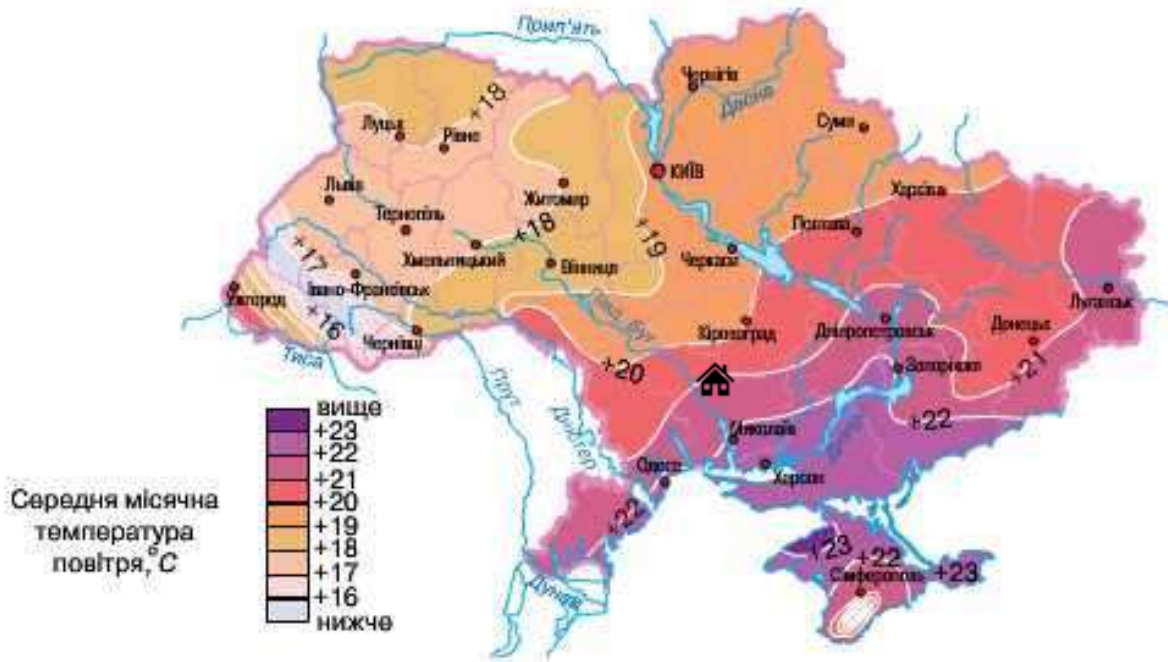 Прип'ять
Чернігів
Десна
+18
Луцьк
Рівне
Суми
КИЇВ
Львів
Житомир
Харків
Тернопіль
+18
+19
Полтава
Хмельницький
Черкаси
+17
Вінниця
Івано-Франківськ
Ужгород
Луганськ
+16
Чернівці
Кіровоград
Дніпропетровськ
Донецьк
Тиса
+20
Запоріжжя
+21
Прут
Дністер
+22
Миколаїв
Одеса
Херсон
+22
+23
+22
Сімферополь
+23
Дунай
вище
+23
+22
+21
+20
+19
+18
+17
+16
нижче
Середня місячна
температура
повітря, °C